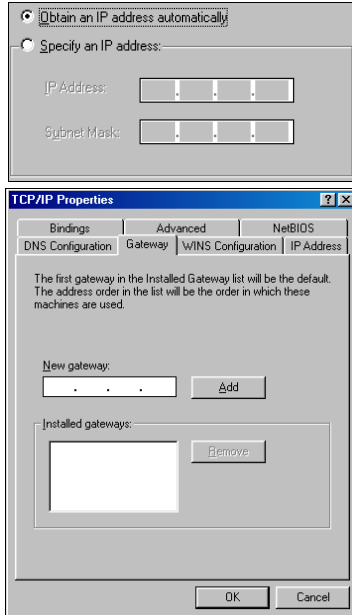 Obtain an IP address automatically
Specify an IP address:
IP Address:
Subnet Mask:
TCP/IP Properties
Bindings Advanced NetBIOS
DNS Configuration Gateway WINS Configuration IP Address
The first gateway in the Installed Gateway list will be the default.
The address order in the list will be the order in which these
machines are used.
New gateway:
Add
Installed gateways:
Remove
OK Cancel